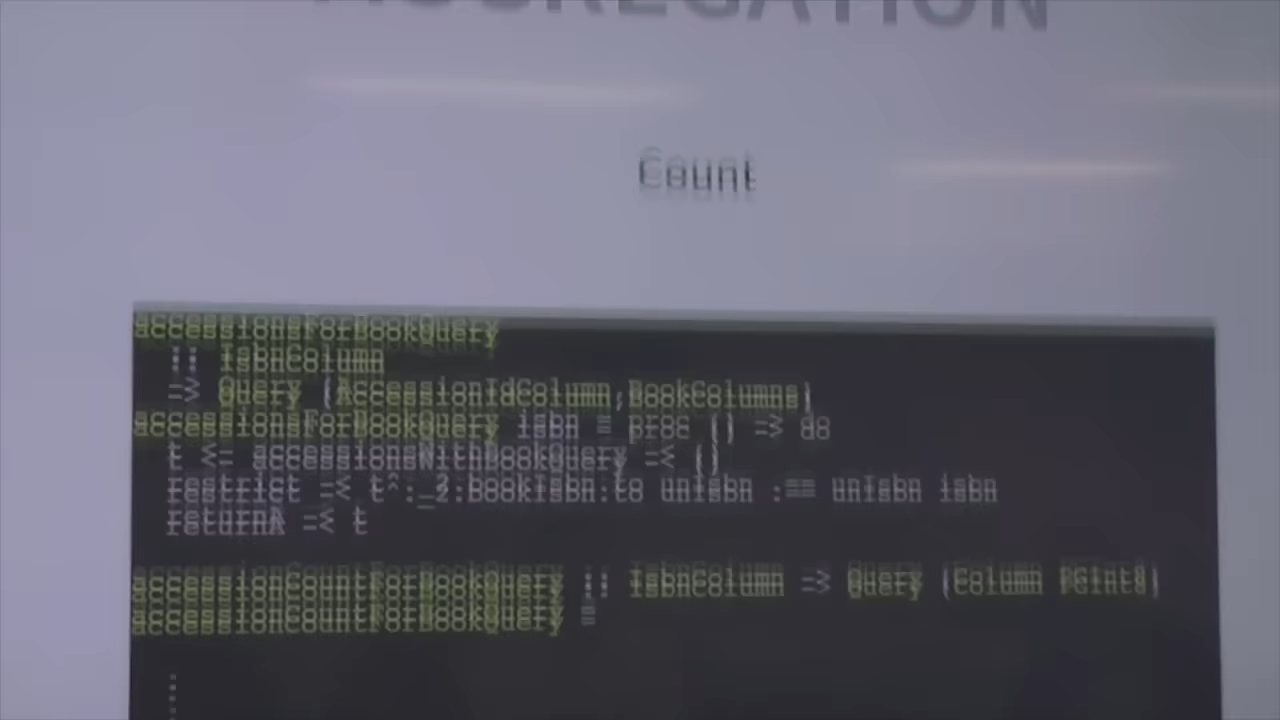 AGGREGATION
Count
accessionsForBookQuery
:: IsbnColumn
-> Query (AccessionIdColumn,BookColumns)
accessionsForBookQuery isbn = proc () -> do
t <- accessionsWithBookQuery -< ()
restrict -< t^._2.bookIsbn.to unIsbn .== unIsbn isbn
returnA -< t
accessionCountForBookQuery :: IsbnColumn -> Query (Column PGInt8)
accessionCountForBookQuery =